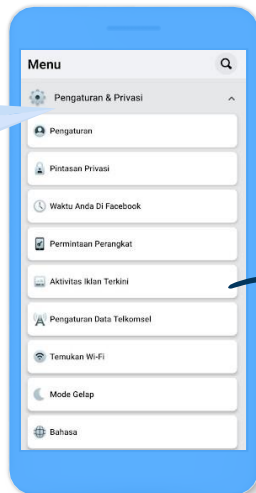 Menu
Pengaturan & Privasi
Pengaturan
Pintasan Privasi
Waktu Anda Di Facebook
Permintaan Perangkat
Aktivitas Iklan Terkini
Pengaturan Data Telkomsel
Temukan Wi-Fi
Mode Gelap
Bahasa